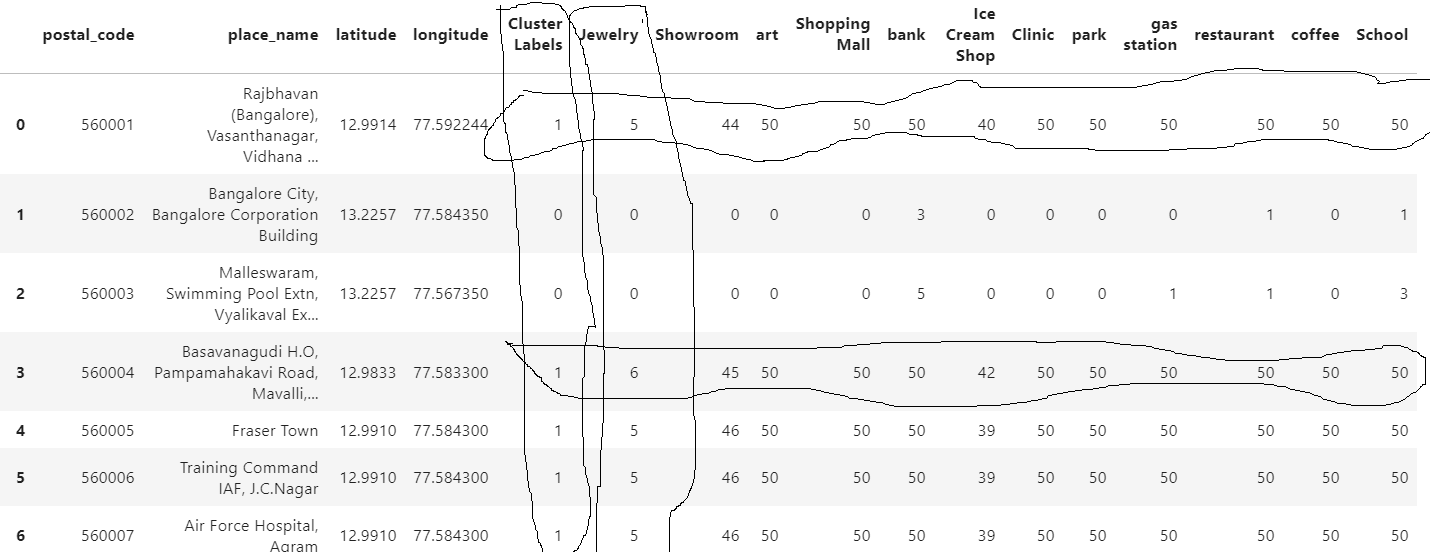 postal_code place_name latitude longitude Cluster Labels Jewelry Showroom art Shopping Mall bank Ice Cream Shop Clinic park gas station restaurant coffee School
0 560001 Rajbhavan (Bangalore), Vasanthanagar, Vidhana ... 12.9914 77.592244 1 5 44 50 50 50 40 50 50 50 50 50 50
1 560002 Bangalore City, Bangalore Corporation Building 13.2257 77.584350 0 0 0 0 0 3 0 0 0 0 1 0 1
2 560003 Malleswaram, Swimming Pool Extn, Vyalikaval Ex... 13.2257 77.567350 0 0 0 0 0 5 0 0 0 1 1 0 3
3 560004 Basavanagudi H.O, Pampamahakavi Road, Mavalli,... 12.9833 77.583300 1 6 45 50 50 50 42 50 50 50 50 50 50
4 560005 Fraser Town 12.9910 77.584300 1 5 46 50 50 50 39 50 50 50 50 50 50
5 560006 Training Command IAF, J.C.Nagar 12.9910 77.584300 1 5 46 50 50 50 39 50 50 50 50 50 50
6 560007 Air Force Hospital, Agram 12.9910 77.584300 1 5 46 50 50 50 39 50 50 50 50 50 50